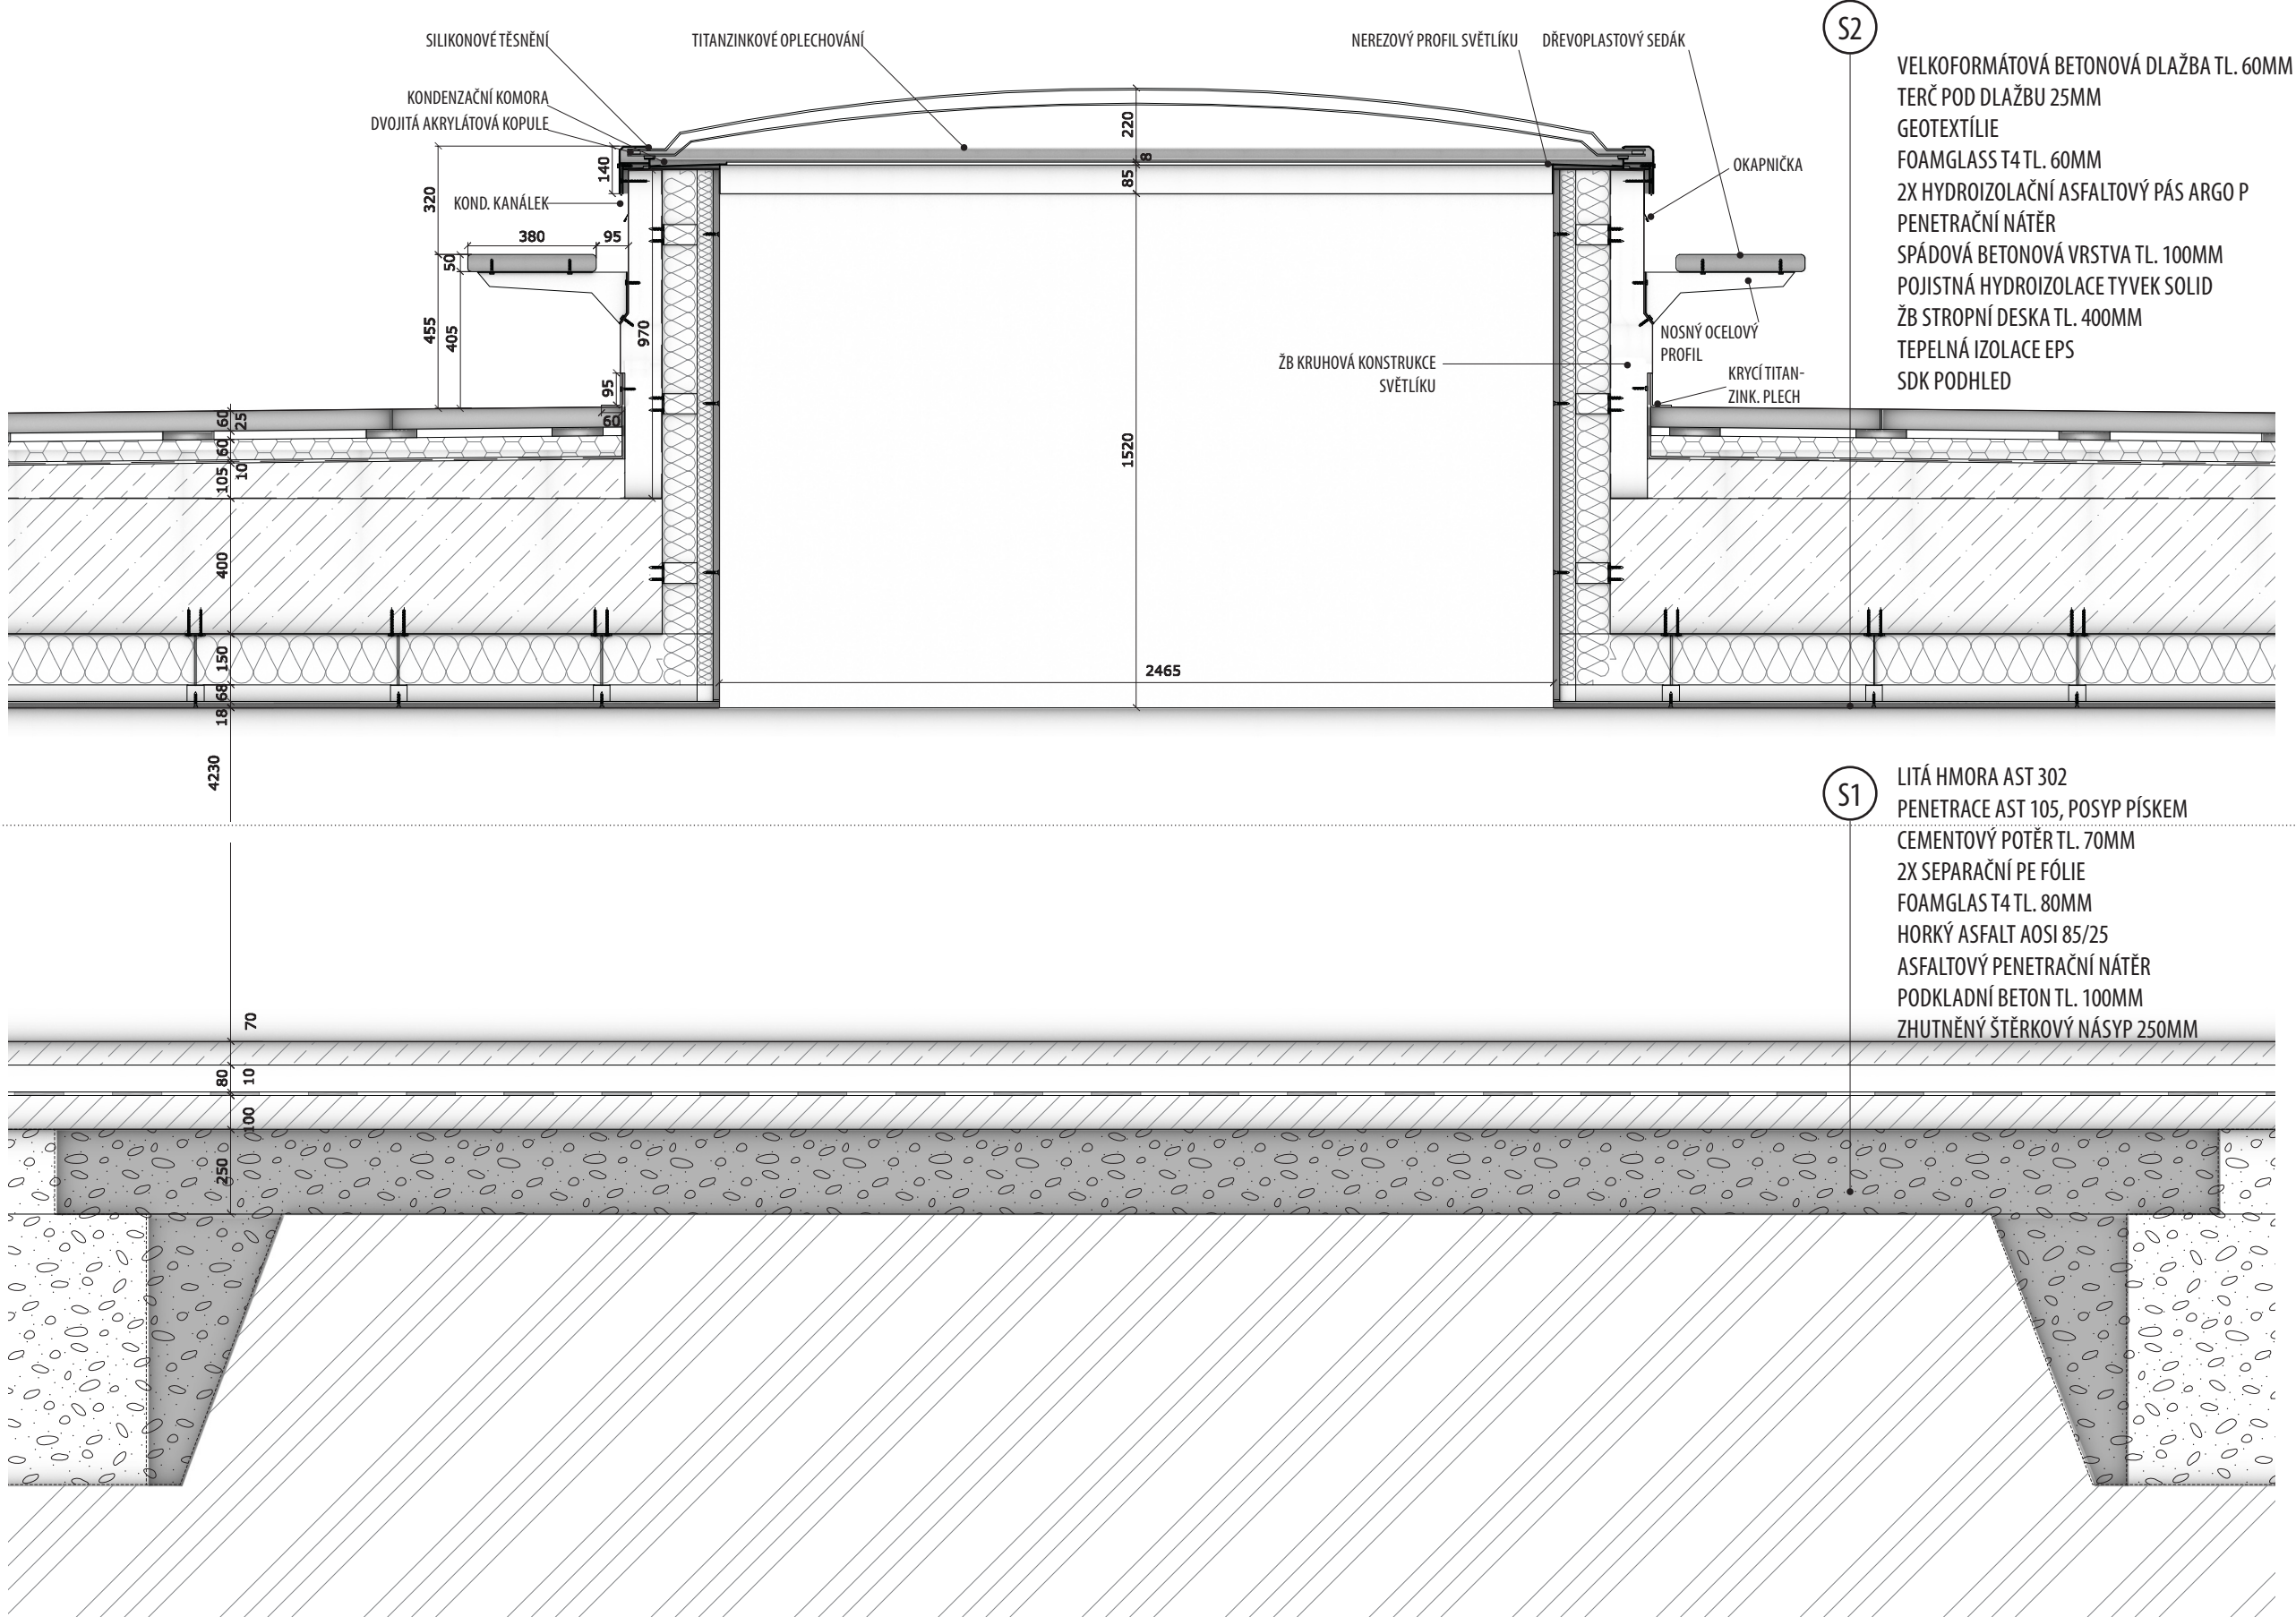 SILIKONOVÉ TĚSNĚNÍ
TITANZINKOVÉ OPLECHOVÁNÍ
NEREZOVÝ PROFIL SVĚTLÍKU
DŘEVOPLASTOVÝ SEDÁK
KONDENZAČNÍ KOMORA
DVOJITÁ AKRYLÁTOVÁ KOPULE
KOND. KANÁLEK
OKAPNIČKA
NOSNÝ OCELOVÝ
PROFIL
ŽB KRUHOVÁ KONSTRUKCE
SVĚTLÍKU
KRYCÍ TITAN-
ZINK. PLECH
320
140
380
95
50
455
405
970
95
60
220
8
85
1520
2465
60
25
60
105
10
400
150
68
18
4230
70
80
10
100
250
S2
VELKOFORMÁTOVÁ BETONOVÁ DLAŽBA TL. 60MM
TERČ POD DLAŽBU 25MM
GEOTEXTÍLIE
FOAMGLASS T4 TL. 60MM
2X HYDROIZOLAČNÍ ASFALTOVÝ PÁS ARGO P
PENETRAČNÍ NÁTĚR
SPÁDOVÁ BETONOVÁ VRSTVA TL. 100MM
POJISTNÁ HYDROIZOLACE TYVEK SOLID
ŽB STROPNÍ DESKA TL. 400MM
TEPELNÁ IZOLACE EPS
SDK PODHLED
S1
LITÁ HMORA AST 302
PENETRACE AST 105, POSYP PÍSKEM
CEMENTOVÝ POTĚR TL. 70MM
2X SEPARAČNÍ PE FÓLIE
FOAMGLAS T4 TL. 80MM
HORKÝ ASFALT AOSI 85/25
ASFALTOVÝ PENETRAČNÍ NÁTĚR
PODKLADNÍ BETON TL. 100MM
ZHUTNĚNÝ ŠTĚRKOVÝ NÁSYP 250MM